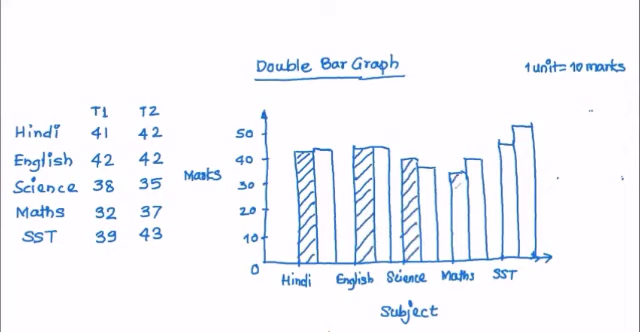 Double Bar Graph
1 unit = 10 marks
T1 T2
Hindi 41 42
English 42 42
Science 38 35
Maths 32 37
SST 39 43
Marks
50
40
30
20
10
0
Hindi English Science Maths SST
Subject